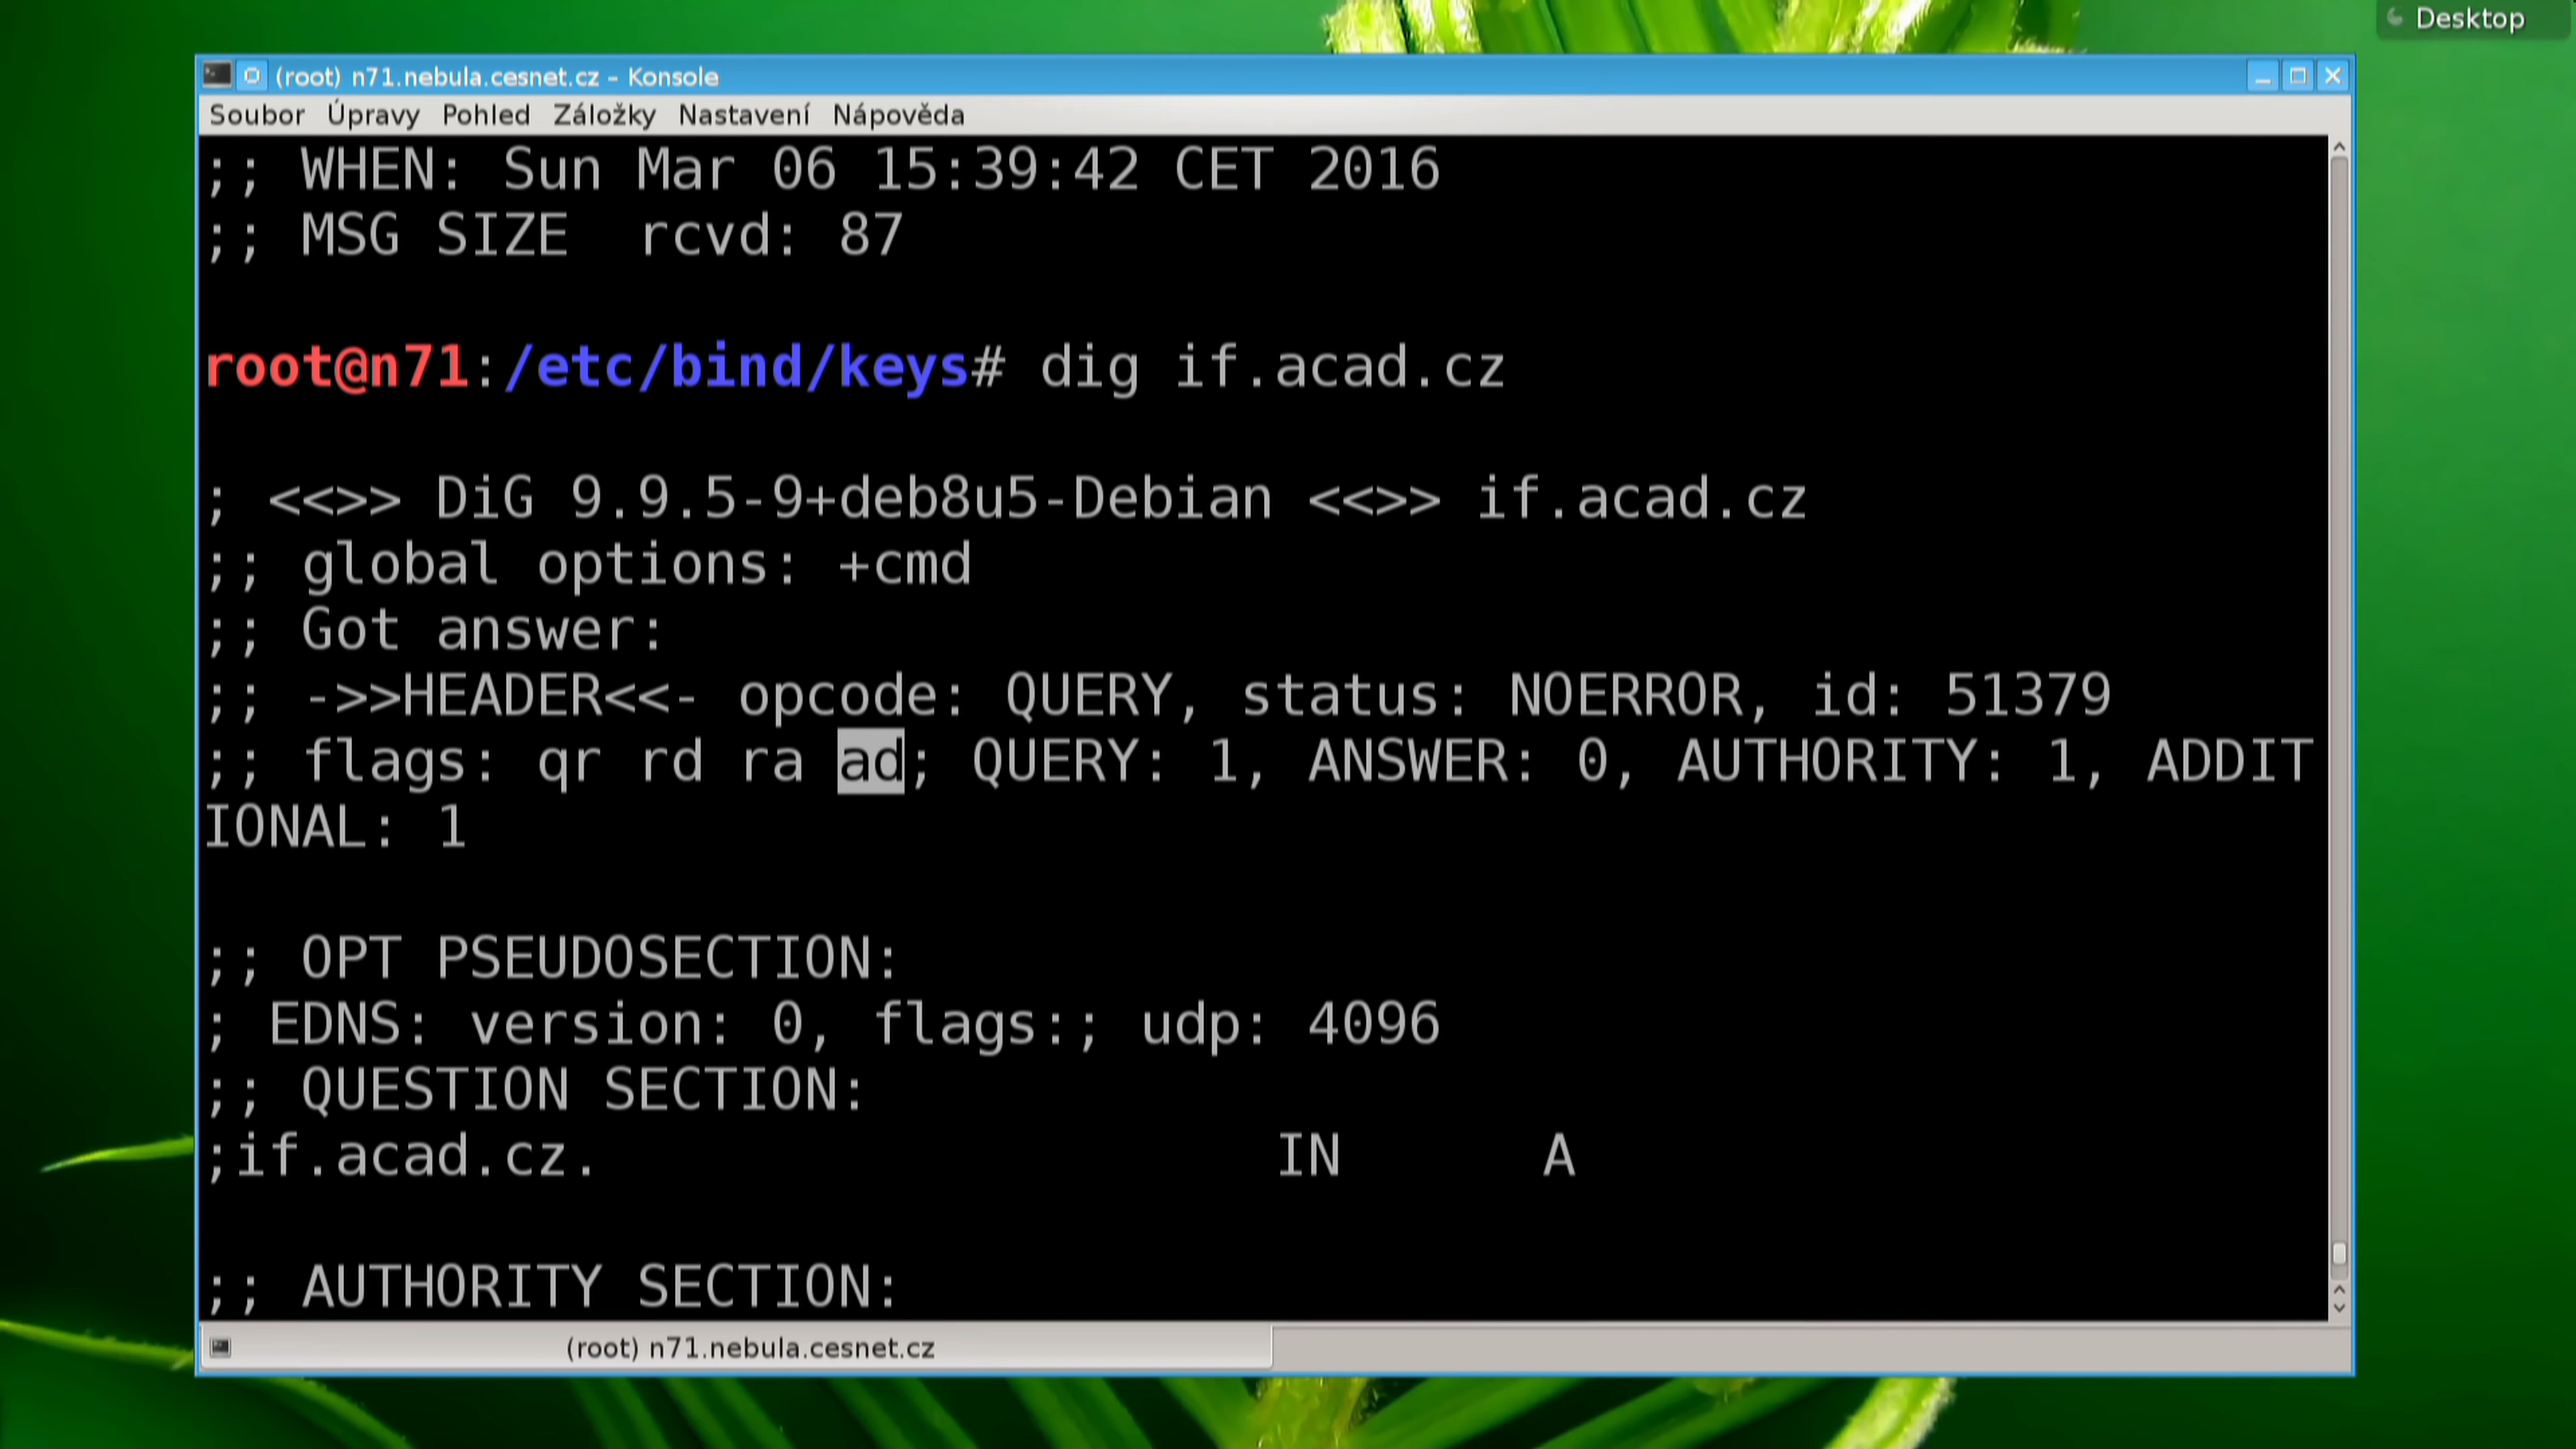 Desktop
(root) n71.nebula.cesnet.cz – Konsole
Soubor Úpravy Pohled Záložky Nastavení Nápověda
;; WHEN: Sun Mar 06 15:39:42 CET 2016
;; MSG SIZE  rcvd: 87
root@n71:/etc/bind/keys# dig if.acad.cz
; <<>> DiG 9.9.5-9+deb8u5-Debian <<>> if.acad.cz
;; global options: +cmd
;; Got answer:
;; ->>HEADER<<- opcode: QUERY, status: NOERROR, id: 51379
;; flags: qr rd ra ad; QUERY: 1, ANSWER: 0, AUTHORITY: 1, ADDIT
IONAL: 1
;; OPT PSEUDOSECTION:
; EDNS: version: 0, flags:; udp: 4096
;; QUESTION SECTION:
;if.acad.cz. IN A
;; AUTHORITY SECTION:
(root) n71.nebula.cesnet.cz